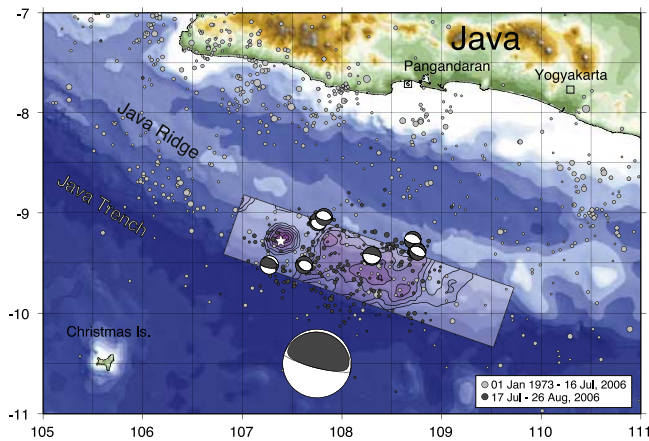 -7
-8
-9
-10
-11
Java
Pangandaran
Yogyakarta
Java Ridge
Java Trench
Christmas Is.
01 Jan 1973 - 16 Jul, 2006
17 Jul - 26 Aug, 2006
105 106 107 108 109 110 111